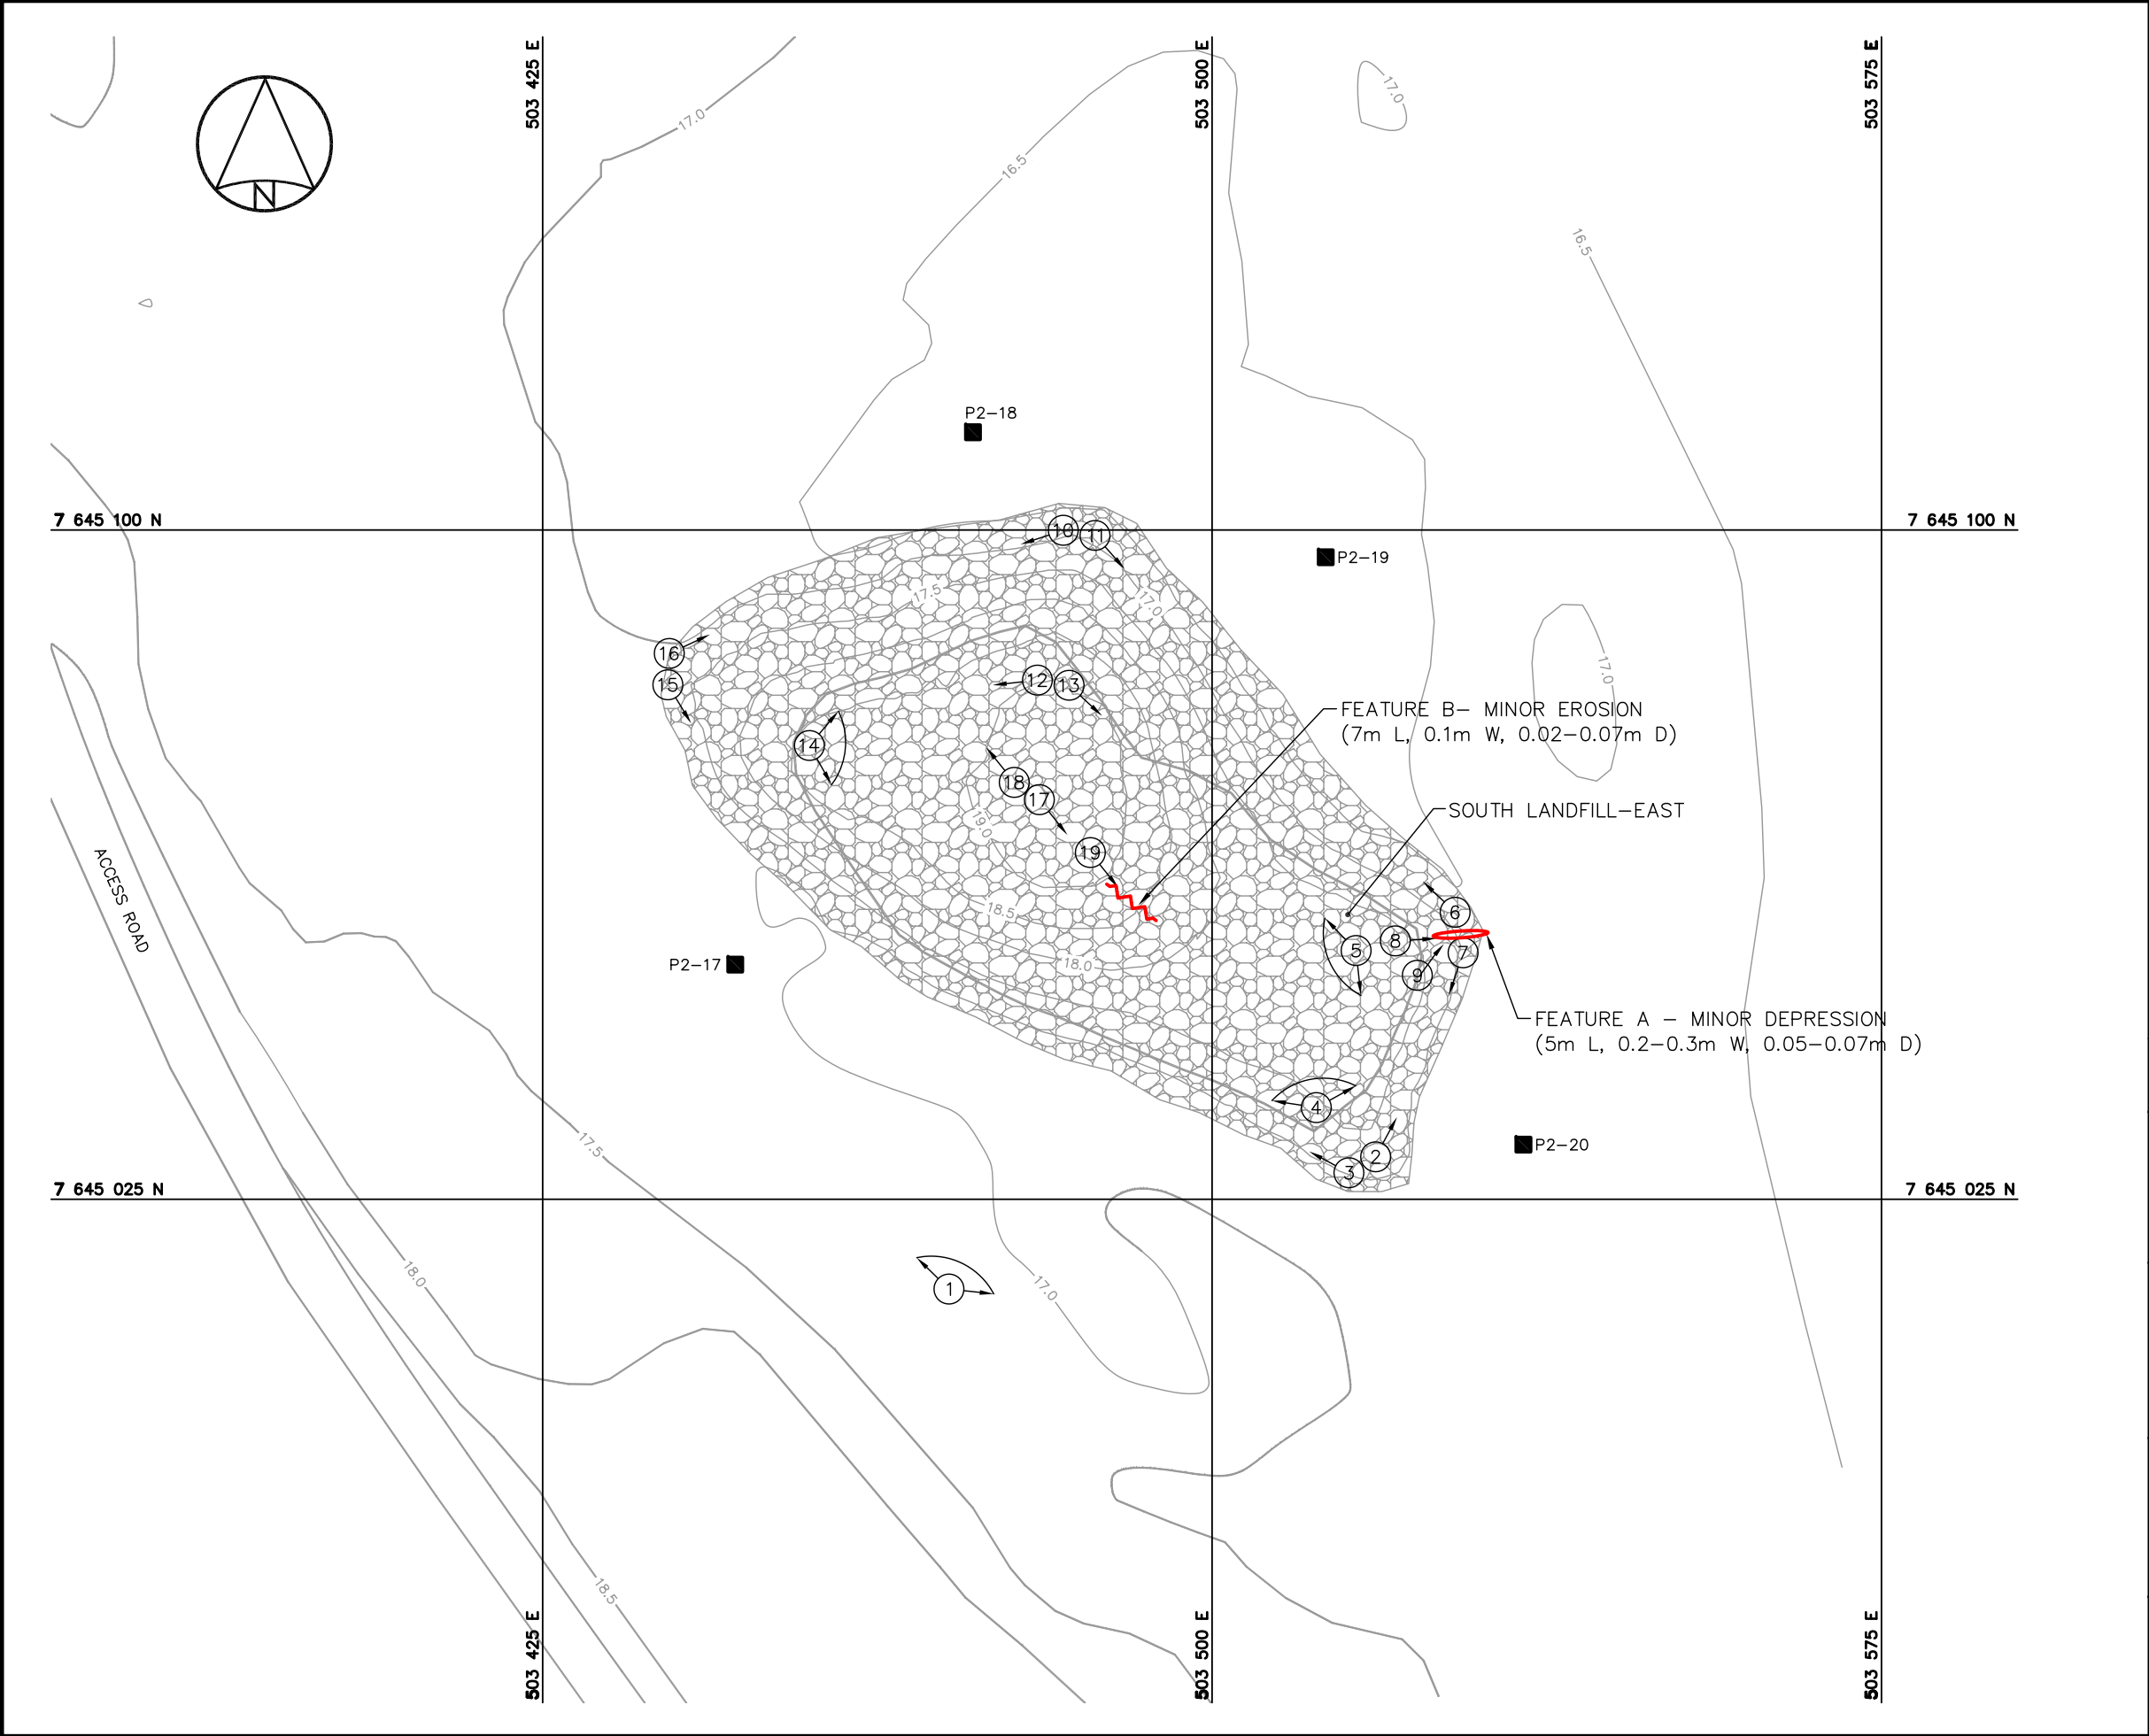 503 425 E
503 500 E
503 575 E
N
17.0
17.0
16.5
16.5
P2-18
7 645 100 N
7 645 100 N
10
11
P2-19
17.5
17.0
16
15
12
13
17.0
FEATURE B- MINOR EROSION
(7m L, 0.1m W, 0.02-0.07m D)
14
18
17
19.0
SOUTH LANDFILL-EAST
19
ACCESS ROAD
18.5
6
8
5
7
9
P2-17
18.0
FEATURE A - MINOR DEPRESSION
(5m L, 0.2-0.3m W, 0.05-0.07m D)
4
17.5
2
3
P2-20
7 645 025 N
7 645 025 N
18.0
1
17.0
18.5
503 425 E
503 500 E
503 575 E